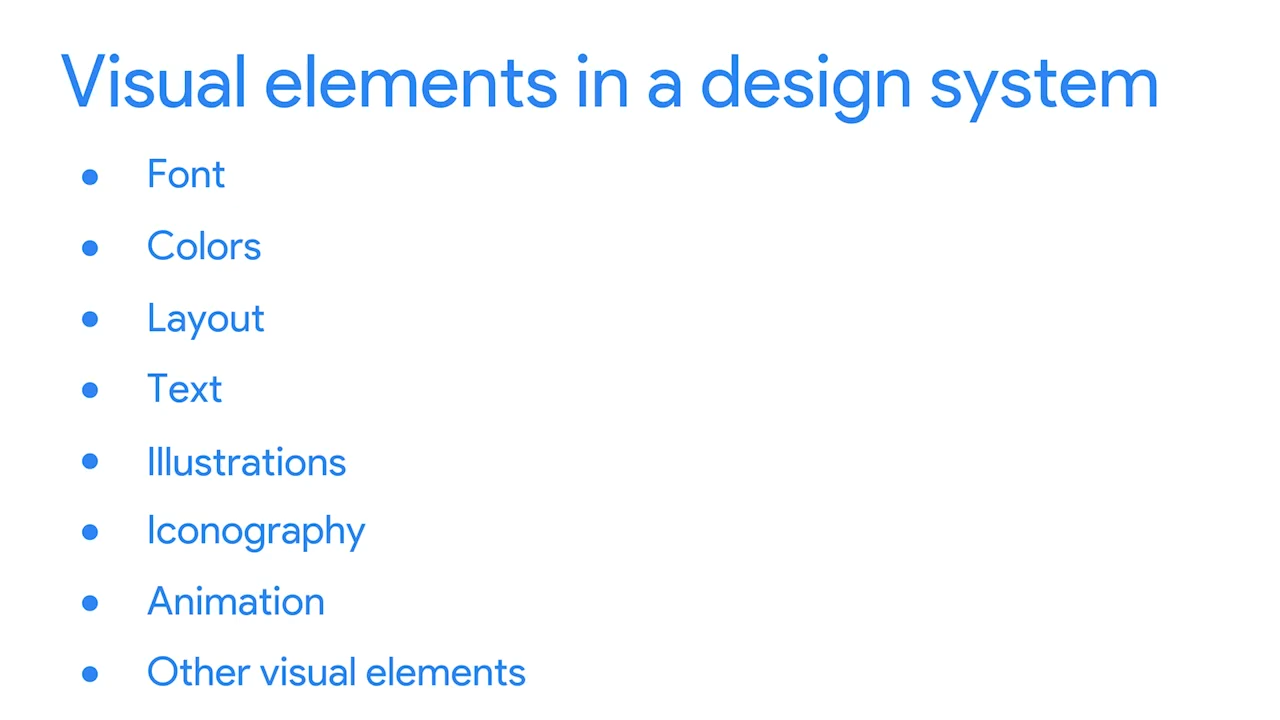 Visual elements in a design system
● Font
● Colors
● Layout
● Text
● Illustrations
● Iconography
● Animation
● Other visual elements